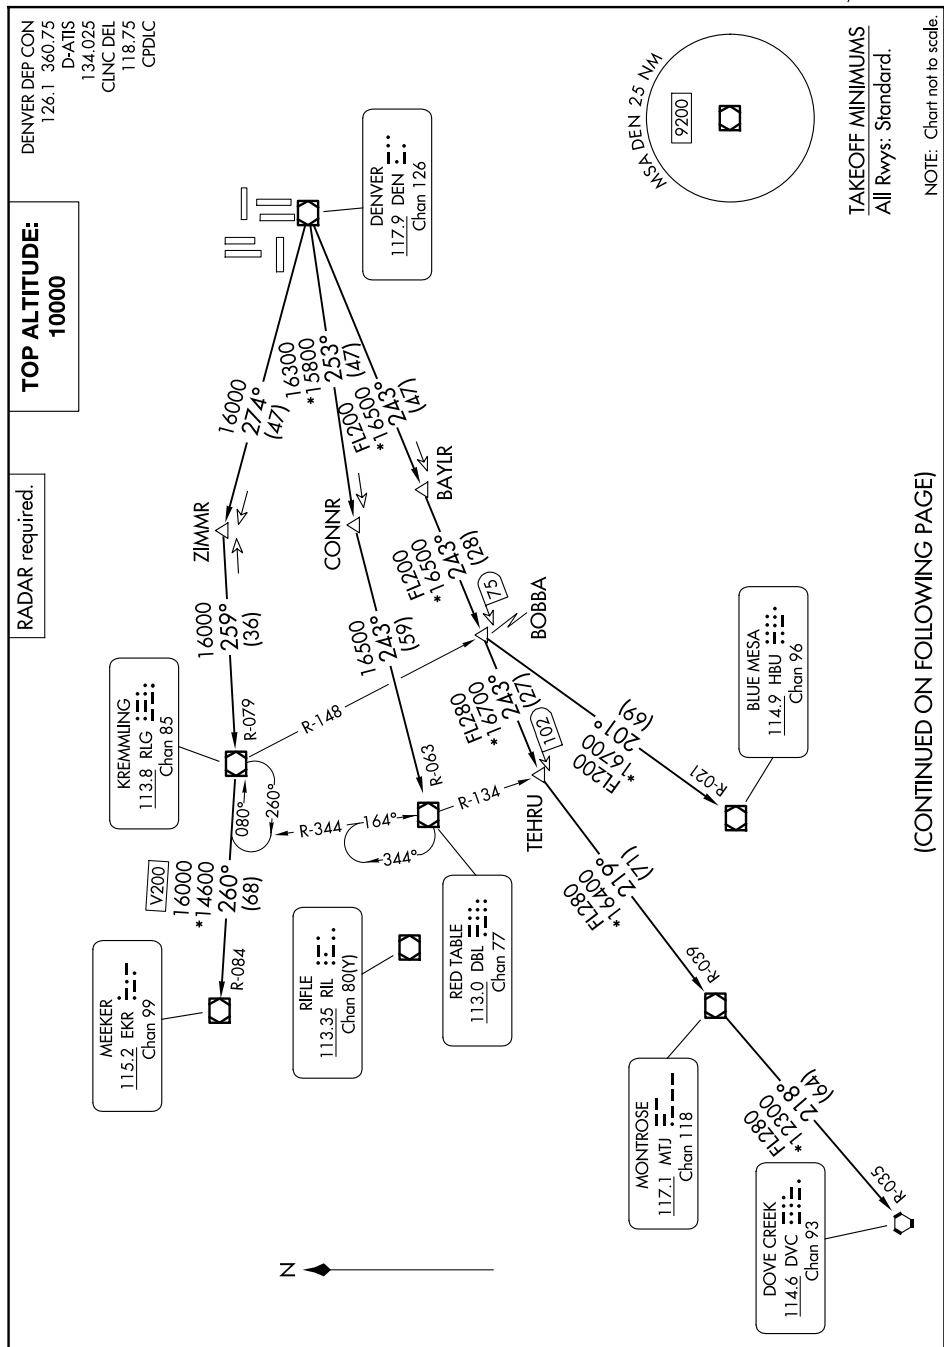 DENVER DEP CON
126.1 360.75
D-ATIS
134.025
CLNC DEL
118.75
CPDLC
TOP ALTITUDE:
10000
RADAR required.
DENVER
117.9 DEN
Chan 126
16000
274°
(47)
16300
*15800
253°
(47)
FL200
*16500
243°
(47)
ZIMMR
CONNR
BAYLR
16000
259°
(36)
16500
243°
(59)
FL200
*16500
243°
(28)
75
BOBBA
KREMMLING
113.8 RLG
Chan 85
R-079
R-148
080°
260°
R-344
164°
344°
R-063
R-134
FL280
*16700
243°
(27)
102
TEHRU
FL200
*16700
201°
(69)
R-021
BLUE MESA
114.9 HBU
Chan 96
V200
16000
*14600
260°
(68)
R-084
MEEKER
115.2 EKR
Chan 99
RIFLE
113.35 RIL
Chan 80(Y)
RED TABLE
113.0 DBL
Chan 77
FL280
*16400
219°
(71)
R-039
MONTROSE
117.1 MTJ
Chan 118
FL280
*12300
218°
(64)
R-035
DOVE CREEK
114.6 DVC
Chan 93
N
MSA DEN 25 NM
9200
TAKEOFF MINIMUMS
All Rwys: Standard.
NOTE: Chart not to scale.
(CONTINUED ON FOLLOWING PAGE)